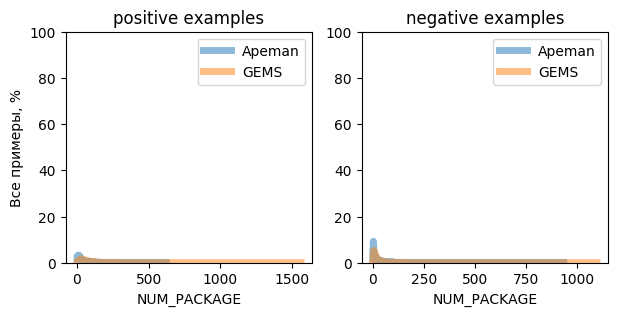 positive examples
100
80
60
40
20
0
Все примеры, %
Apeman
GEMS
0
500
1000
1500
NUM_PACKAGE
negative examples
100
80
60
40
20
0
Apeman
GEMS
0
250
500
750
1000
NUM_PACKAGE